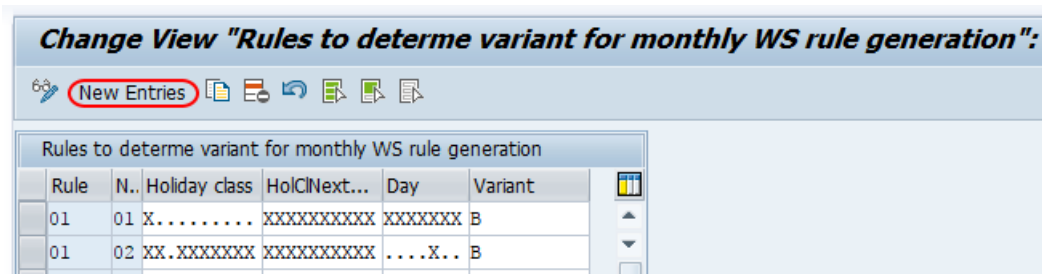 Change View "Rules to determe variant for monthly WS rule generation":
New Entries
Rules to determe variant for monthly WS rule generation
Rule N.. Holiday class HolClNext... Day Variant
01 01 X......... XXXXXXXXXX XXXXXXX B
01 02 XX.XXXXXXX XXXXXXXXXX ....X.. B